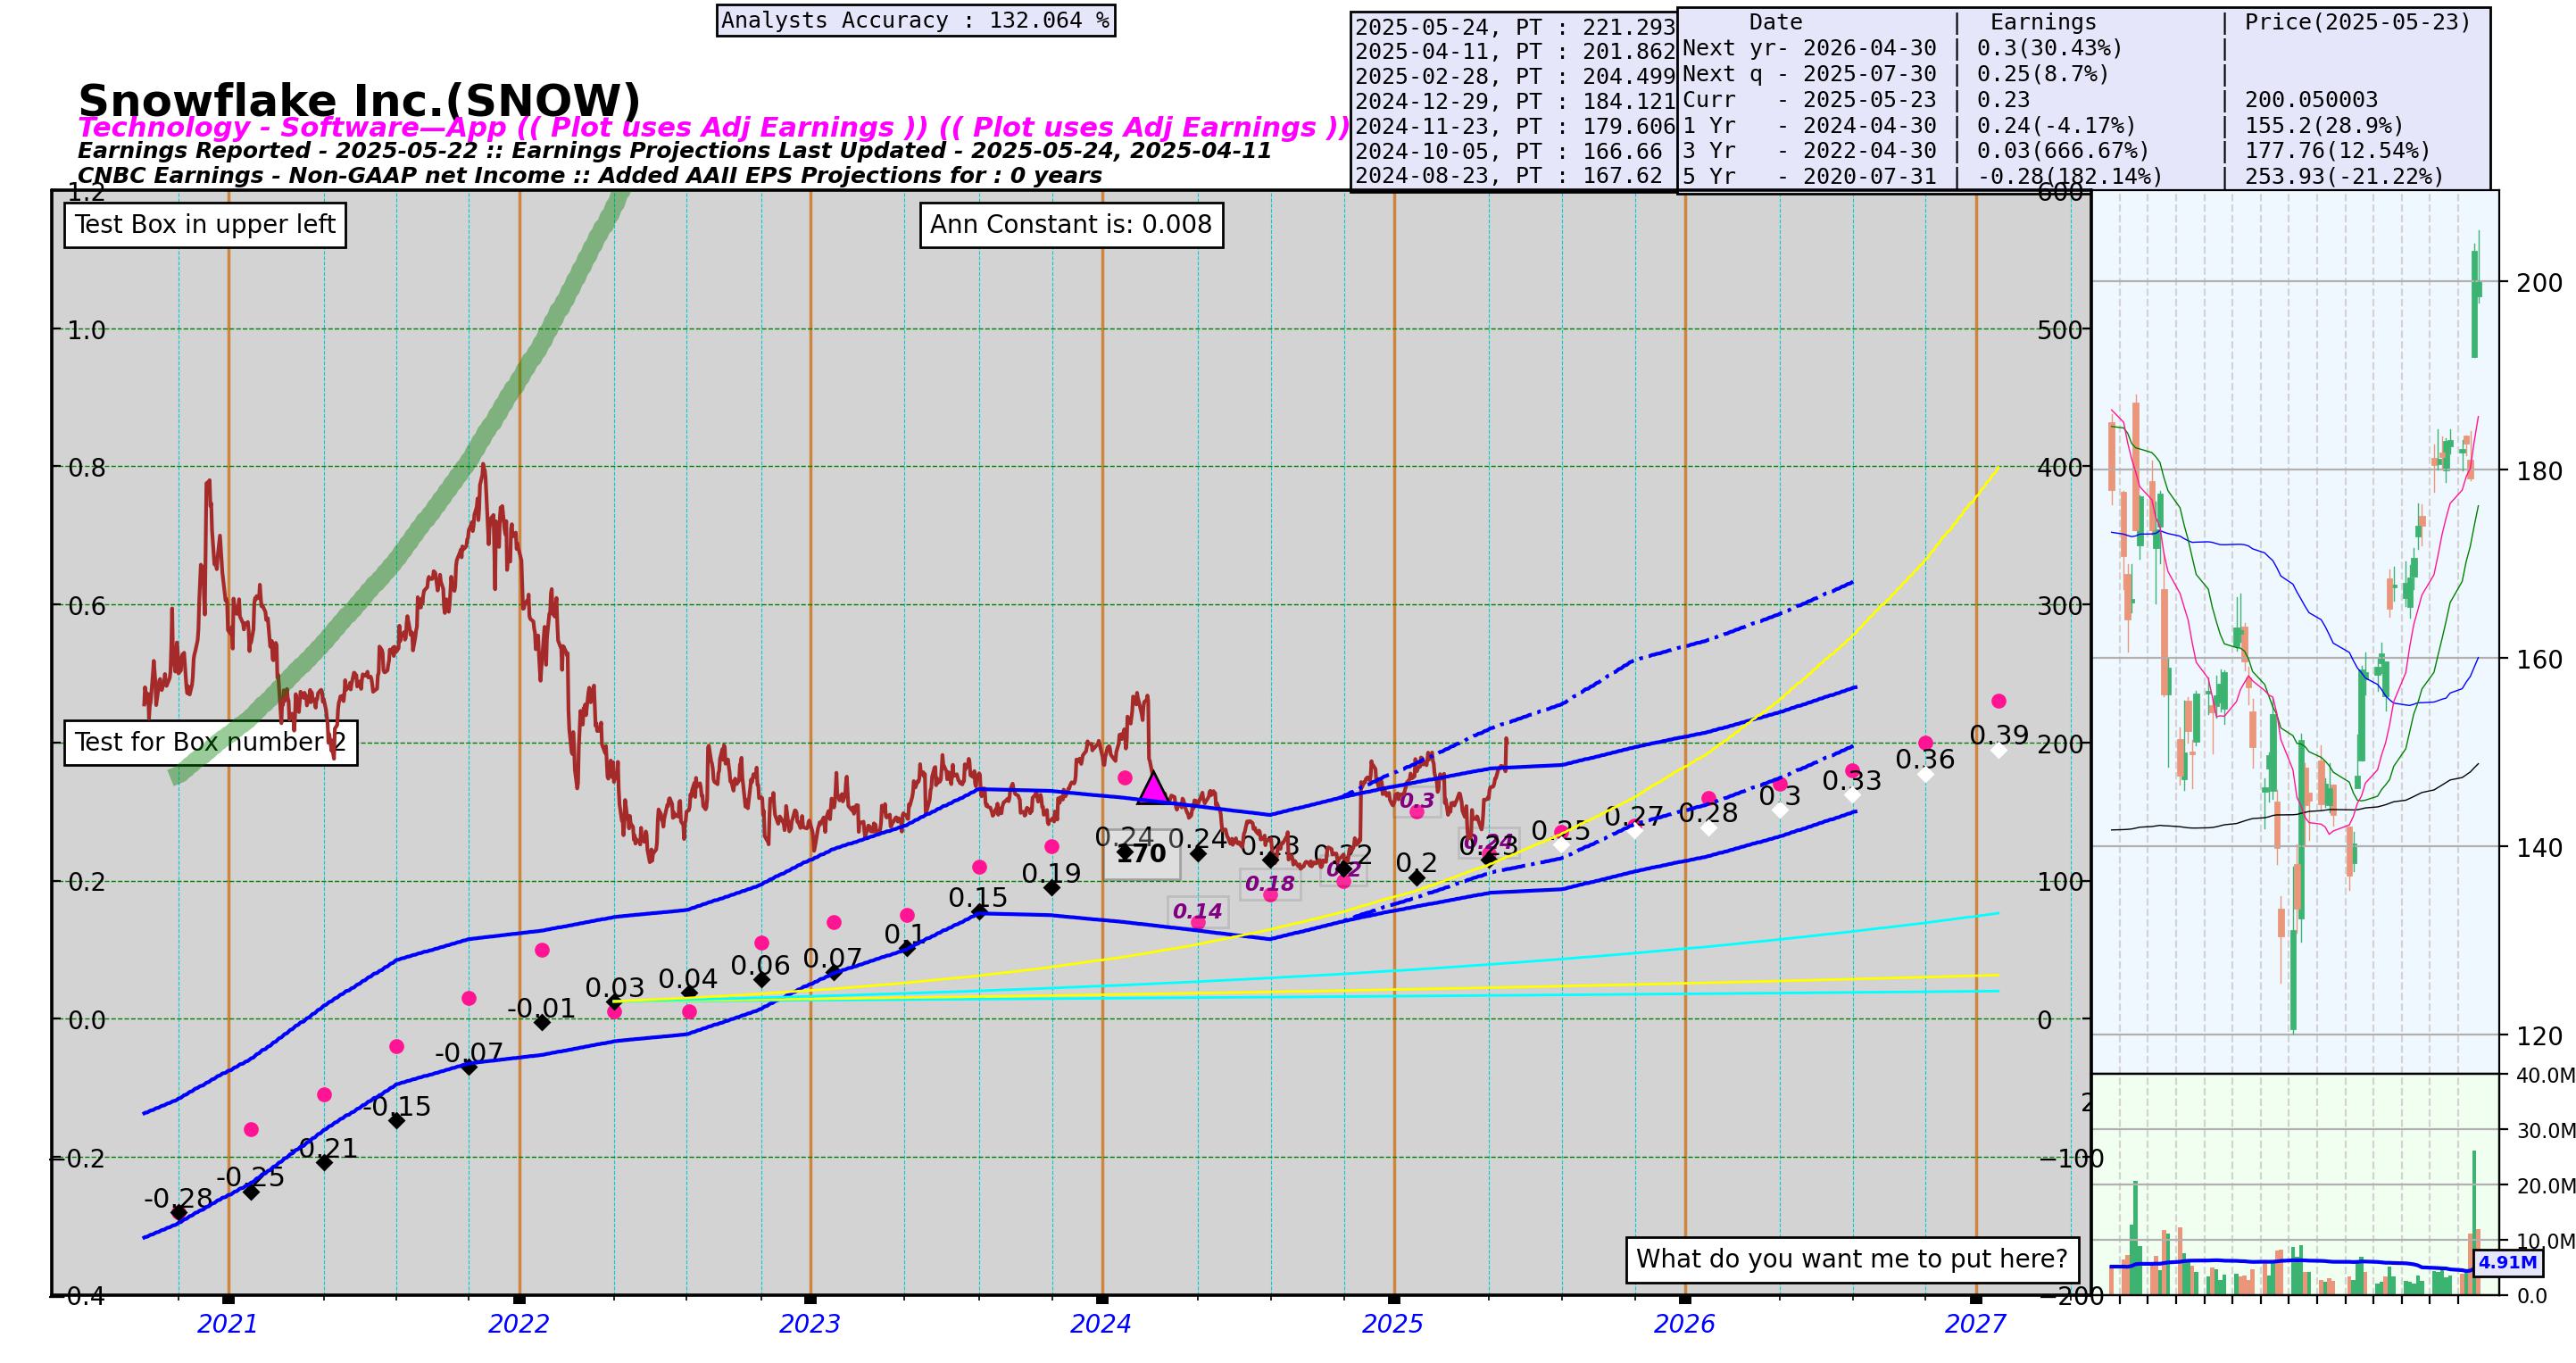 Analysts Accuracy : 132.064 %
2025-05-24, PT : 221.293
2025-04-11, PT : 201.862
2025-02-28, PT : 204.499
2024-12-29, PT : 184.121
2024-11-23, PT : 179.606
2024-10-05, PT : 166.66
2024-08-23, PT : 167.62
Date | Earnings | Price(2025-05-23)
Next yr- 2026-04-30 | 0.3(30.43%) |
Next q - 2025-07-30 | 0.25(8.7%) |
Curr - 2025-05-23 | 0.23 | 200.050003
1 Yr - 2024-04-30 | 0.24(-4.17%) | 155.2(28.9%)
3 Yr - 2022-04-30 | 0.03(666.67%) | 177.76(12.54%)
5 Yr - 2020-07-31 | -0.28(182.14%) | 253.93(-21.22%)
Snowflake Inc.(SNOW)
Technology - Software—App (( Plot uses Adj Earnings )) (( Plot uses Adj Earnings ))
Earnings Reported - 2025-05-22 :: Earnings Projections Last Updated - 2025-05-24, 2025-04-11
CNBC Earnings - Non-GAAP net Income :: Added AAII EPS Projections for : 0 years
1.2
1.0
0.8
0.6
0.2
0.0
−0.2
−0.4
Test Box in upper left
Ann Constant is: 0.008
Test for Box number 2
What do you want me to put here?
-0.28
-0.25
-0.21
-0.15
-0.07
-0.01
0.03
0.04
0.06
0.07
0.1
0.15
0.19
0.24
170
0.24
0.23
0.22
0.2
0.23
0.25
0.27
0.28
0.3
0.33
0.36
0.39
0.14
0.18
0.2
0.3
0.24
600
500
400
300
200
100
0
−100
−200
2021
2022
2023
2024
2025
2026
2027
200
180
160
140
120
40.0M
30.0M
20.0M
10.0M
0.0
4.91M